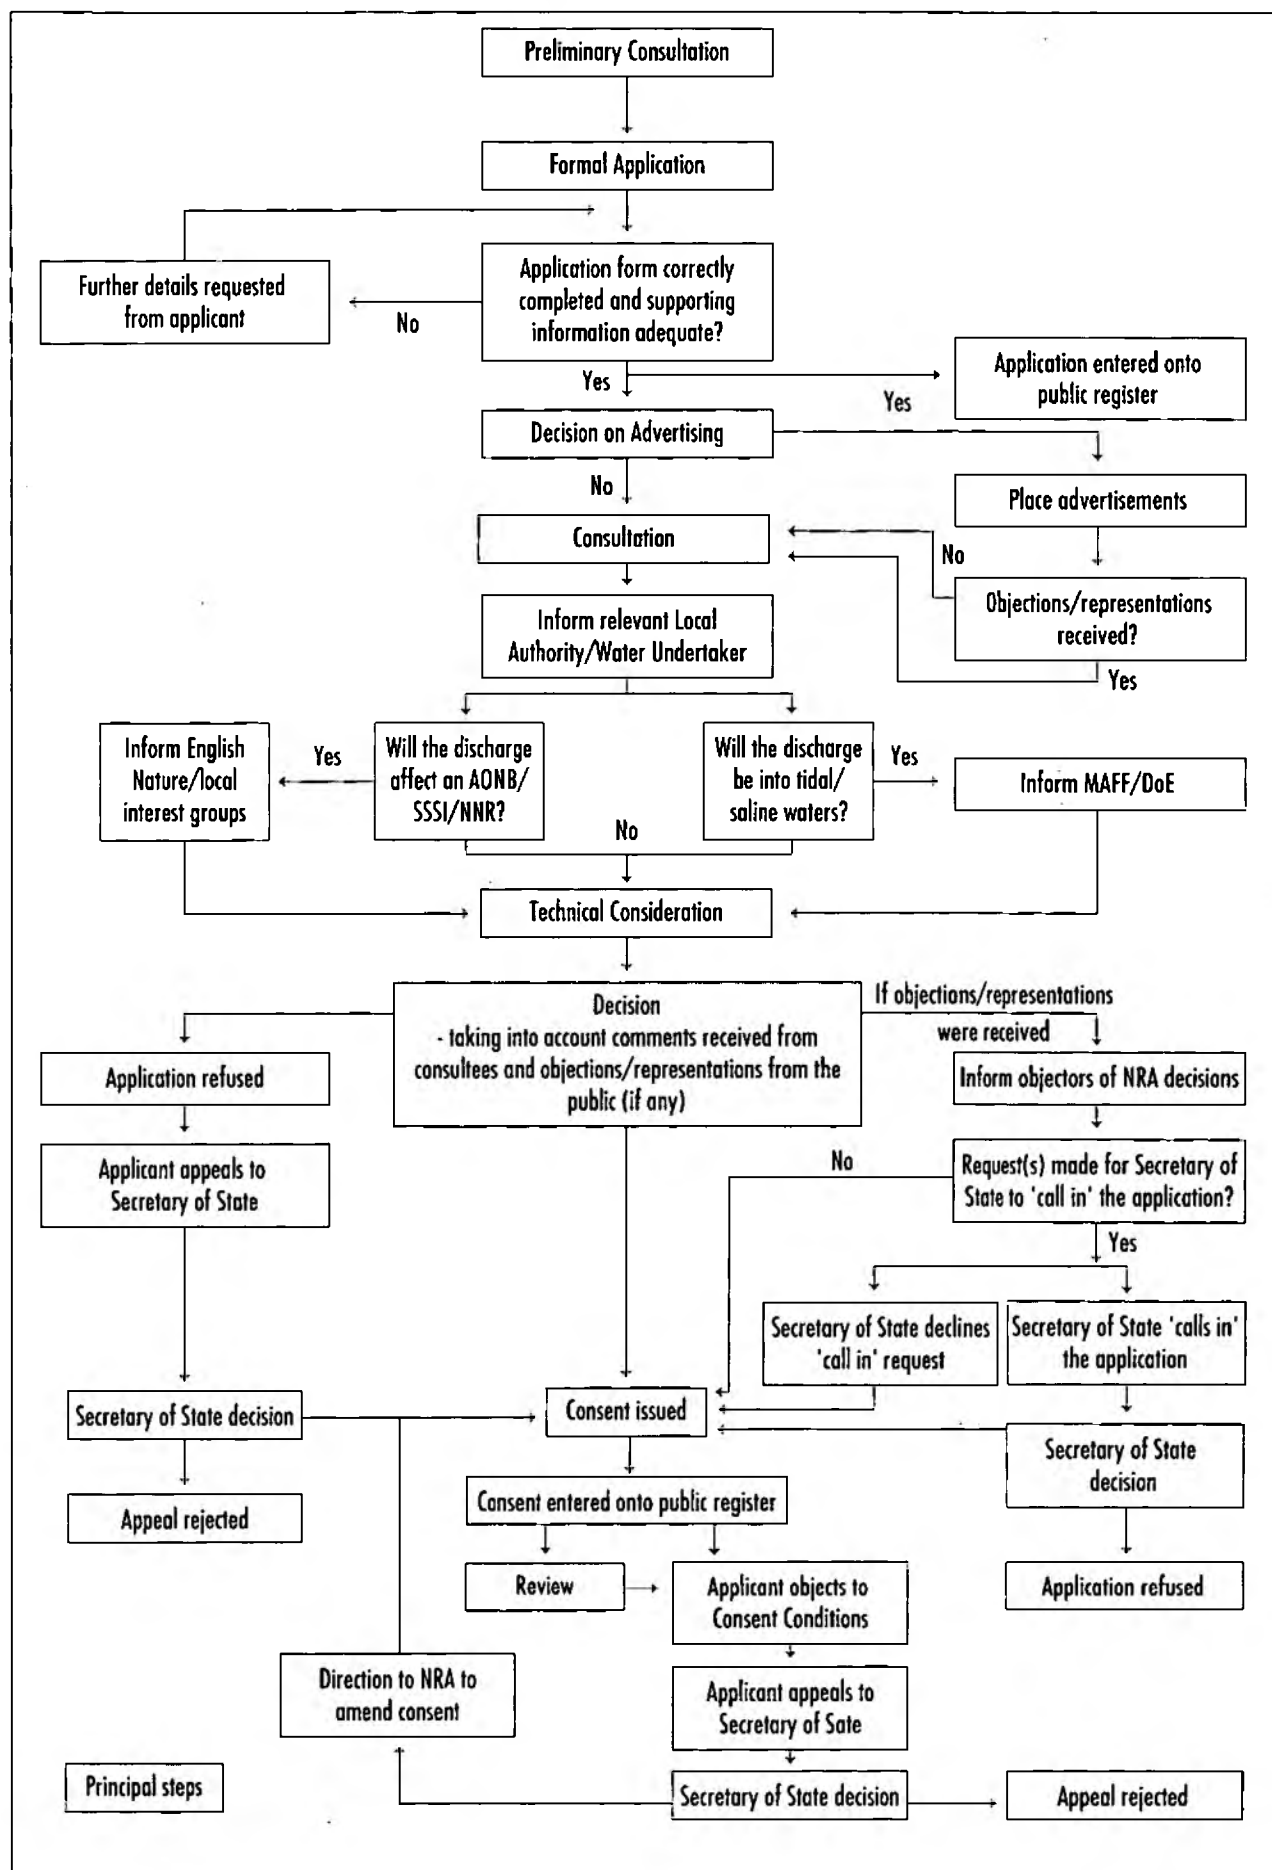 Preliminary Consultation
Formal Application
Further details requested
from applicant
No
Application form correctly
completed and supporting
information adequate?
Yes
Application entered onto
public register
Yes
Decision on Advertising
No
Place advertisements
Consultation
No
Objections/representations
received?
Yes
Inform relevant Local
Authority/Water Undertaker
Inform English
Nature/local
interest groups
Yes
Will the discharge
affect an AONB/
SSSI/NNR?
No
Will the discharge
be into tidal/
saline waters?
Yes
Inform MAFF/DoE
Technical Consideration
Decision
- taking into account comments received from
consultees and objections/representations from the
public (if any)
If objections/representations
were received
Application refused
Inform objectors of NRA decisions
Applicant appeals to
Secretary of State
No
Request(s) made for Secretary of
State to 'call in' the application?
Yes
Secretary of State declines
'call in' request
Secretary of State 'calls in'
the application
Secretary of State decision
Consent issued
Secretary of State
decision
Appeal rejected
Consent entered onto public register
Review
Applicant objects to
Consent Conditions
Application refused
Direction to NRA to
amend consent
Applicant appeals to
Secretary of Sate
Principal steps
Secretary of State decision
Appeal rejected